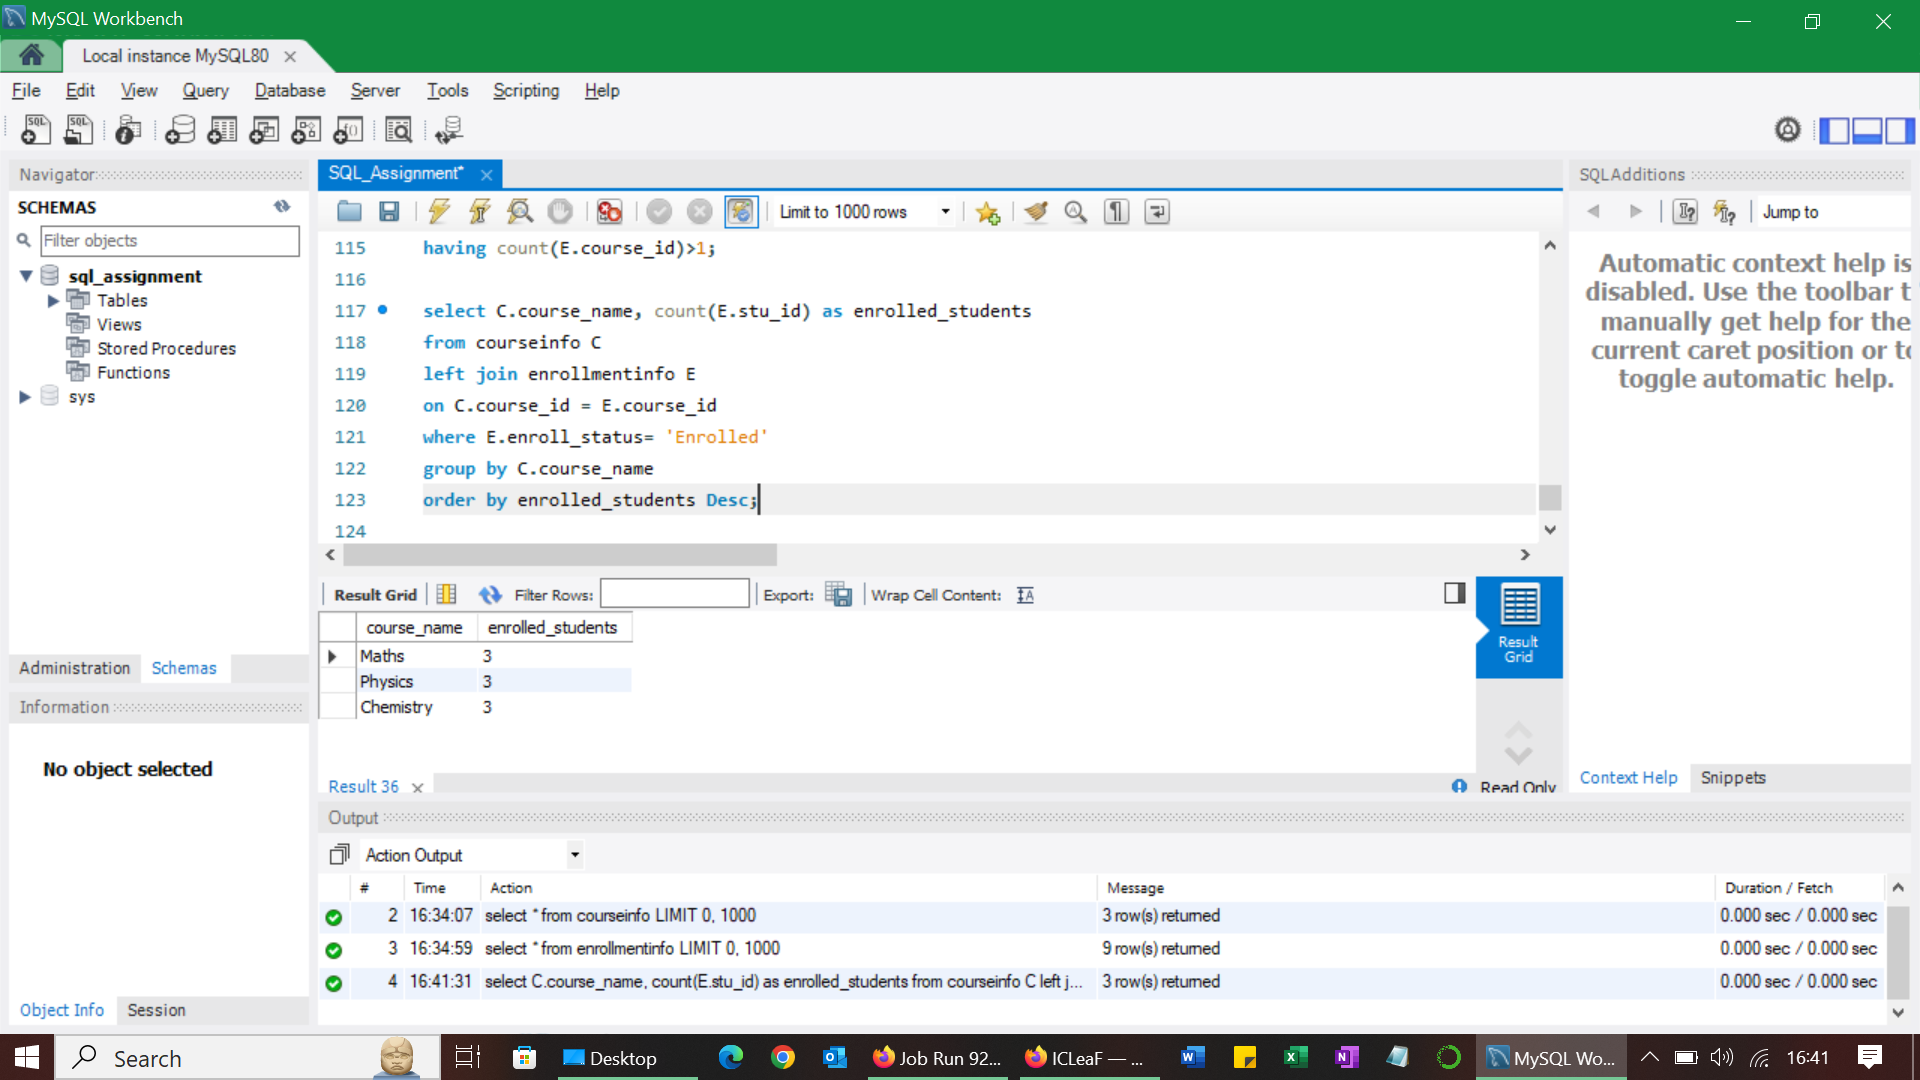 MySQL Workbench
Local instance MySQL80
File Edit View Query Database Server Tools Scripting Help
Navigator
SCHEMAS
Filter objects
sql_assignment
Tables
Views
Stored Procedures
Functions
sys
Administration Schemas
Information
No object selected
Object Info Session
SQL_Assignment*
Limit to 1000 rows
115 having count(E.course_id)>1;
116
117 select C.course_name, count(E.stu_id) as enrolled_students
118 from courseinfo C
119 left join enrollmentinfo E
120 on C.course_id = E.course_id
121 where E.enroll_status= 'Enrolled'
122 group by C.course_name
123 order by enrolled_students Desc;
124
Result Grid Filter Rows: Export: Wrap Cell Content:
course_name enrolled_students
Maths 3
Physics 3
Chemistry 3
Result Grid
Result 36
Read Only
SQLAdditions
Jump to
Automatic context help is
disabled. Use the toolbar t
manually get help for the
current caret position or to
toggle automatic help.
Context Help Snippets
Output
Action Output
# Time Action Message Duration / Fetch
2 16:34:07 select * from courseinfo LIMIT 0, 1000 3 row(s) returned 0.000 sec / 0.000 sec
3 16:34:59 select * from enrollmentinfo LIMIT 0, 1000 9 row(s) returned 0.000 sec / 0.000 sec
4 16:41:31 select C.course_name, count(E.stu_id) as enrolled_students from courseinfo C left j... 3 row(s) returned 0.000 sec / 0.000 sec
Search Desktop Job Run 92... ICLeaF — ... MySQL Wo... 16:41